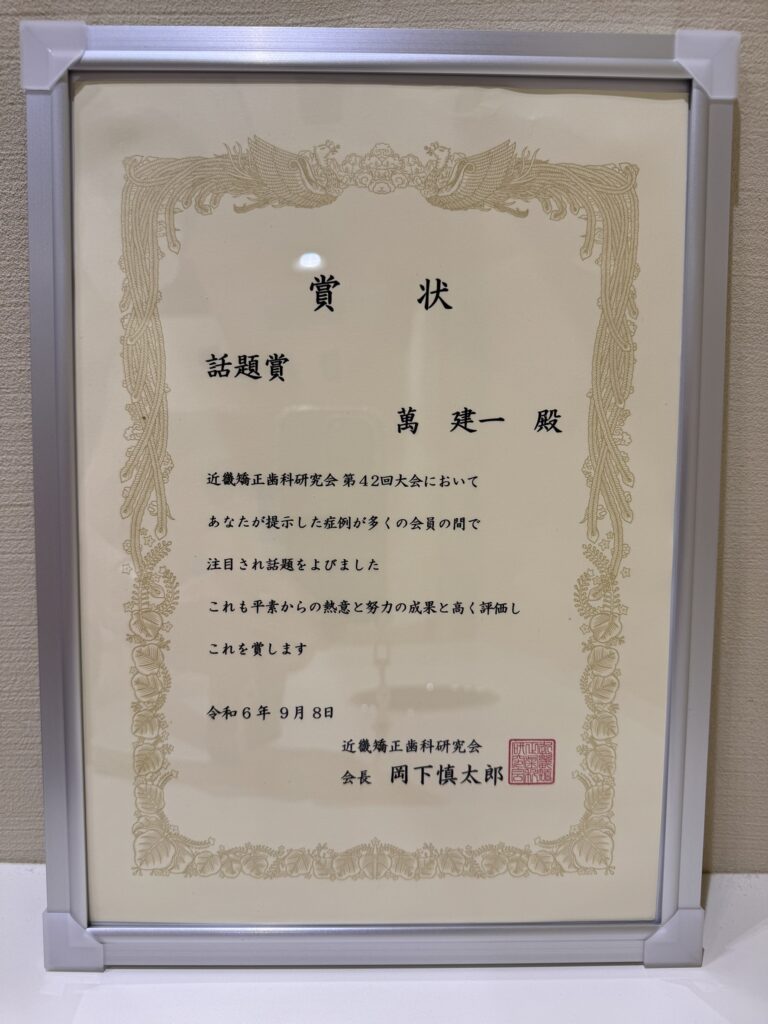 賞 状
話題賞
萬 建一 殿
近畿矯正歯科研究会 第42回大会において
あなたが提示した症例が多くの会員の間で
注目され話題をよびました
これも平素からの熱意と努力の成果と高く評価し
これを賞します
令和6年 9月 8日
近畿矯正歯科研究会
会長 岡下慎太郎